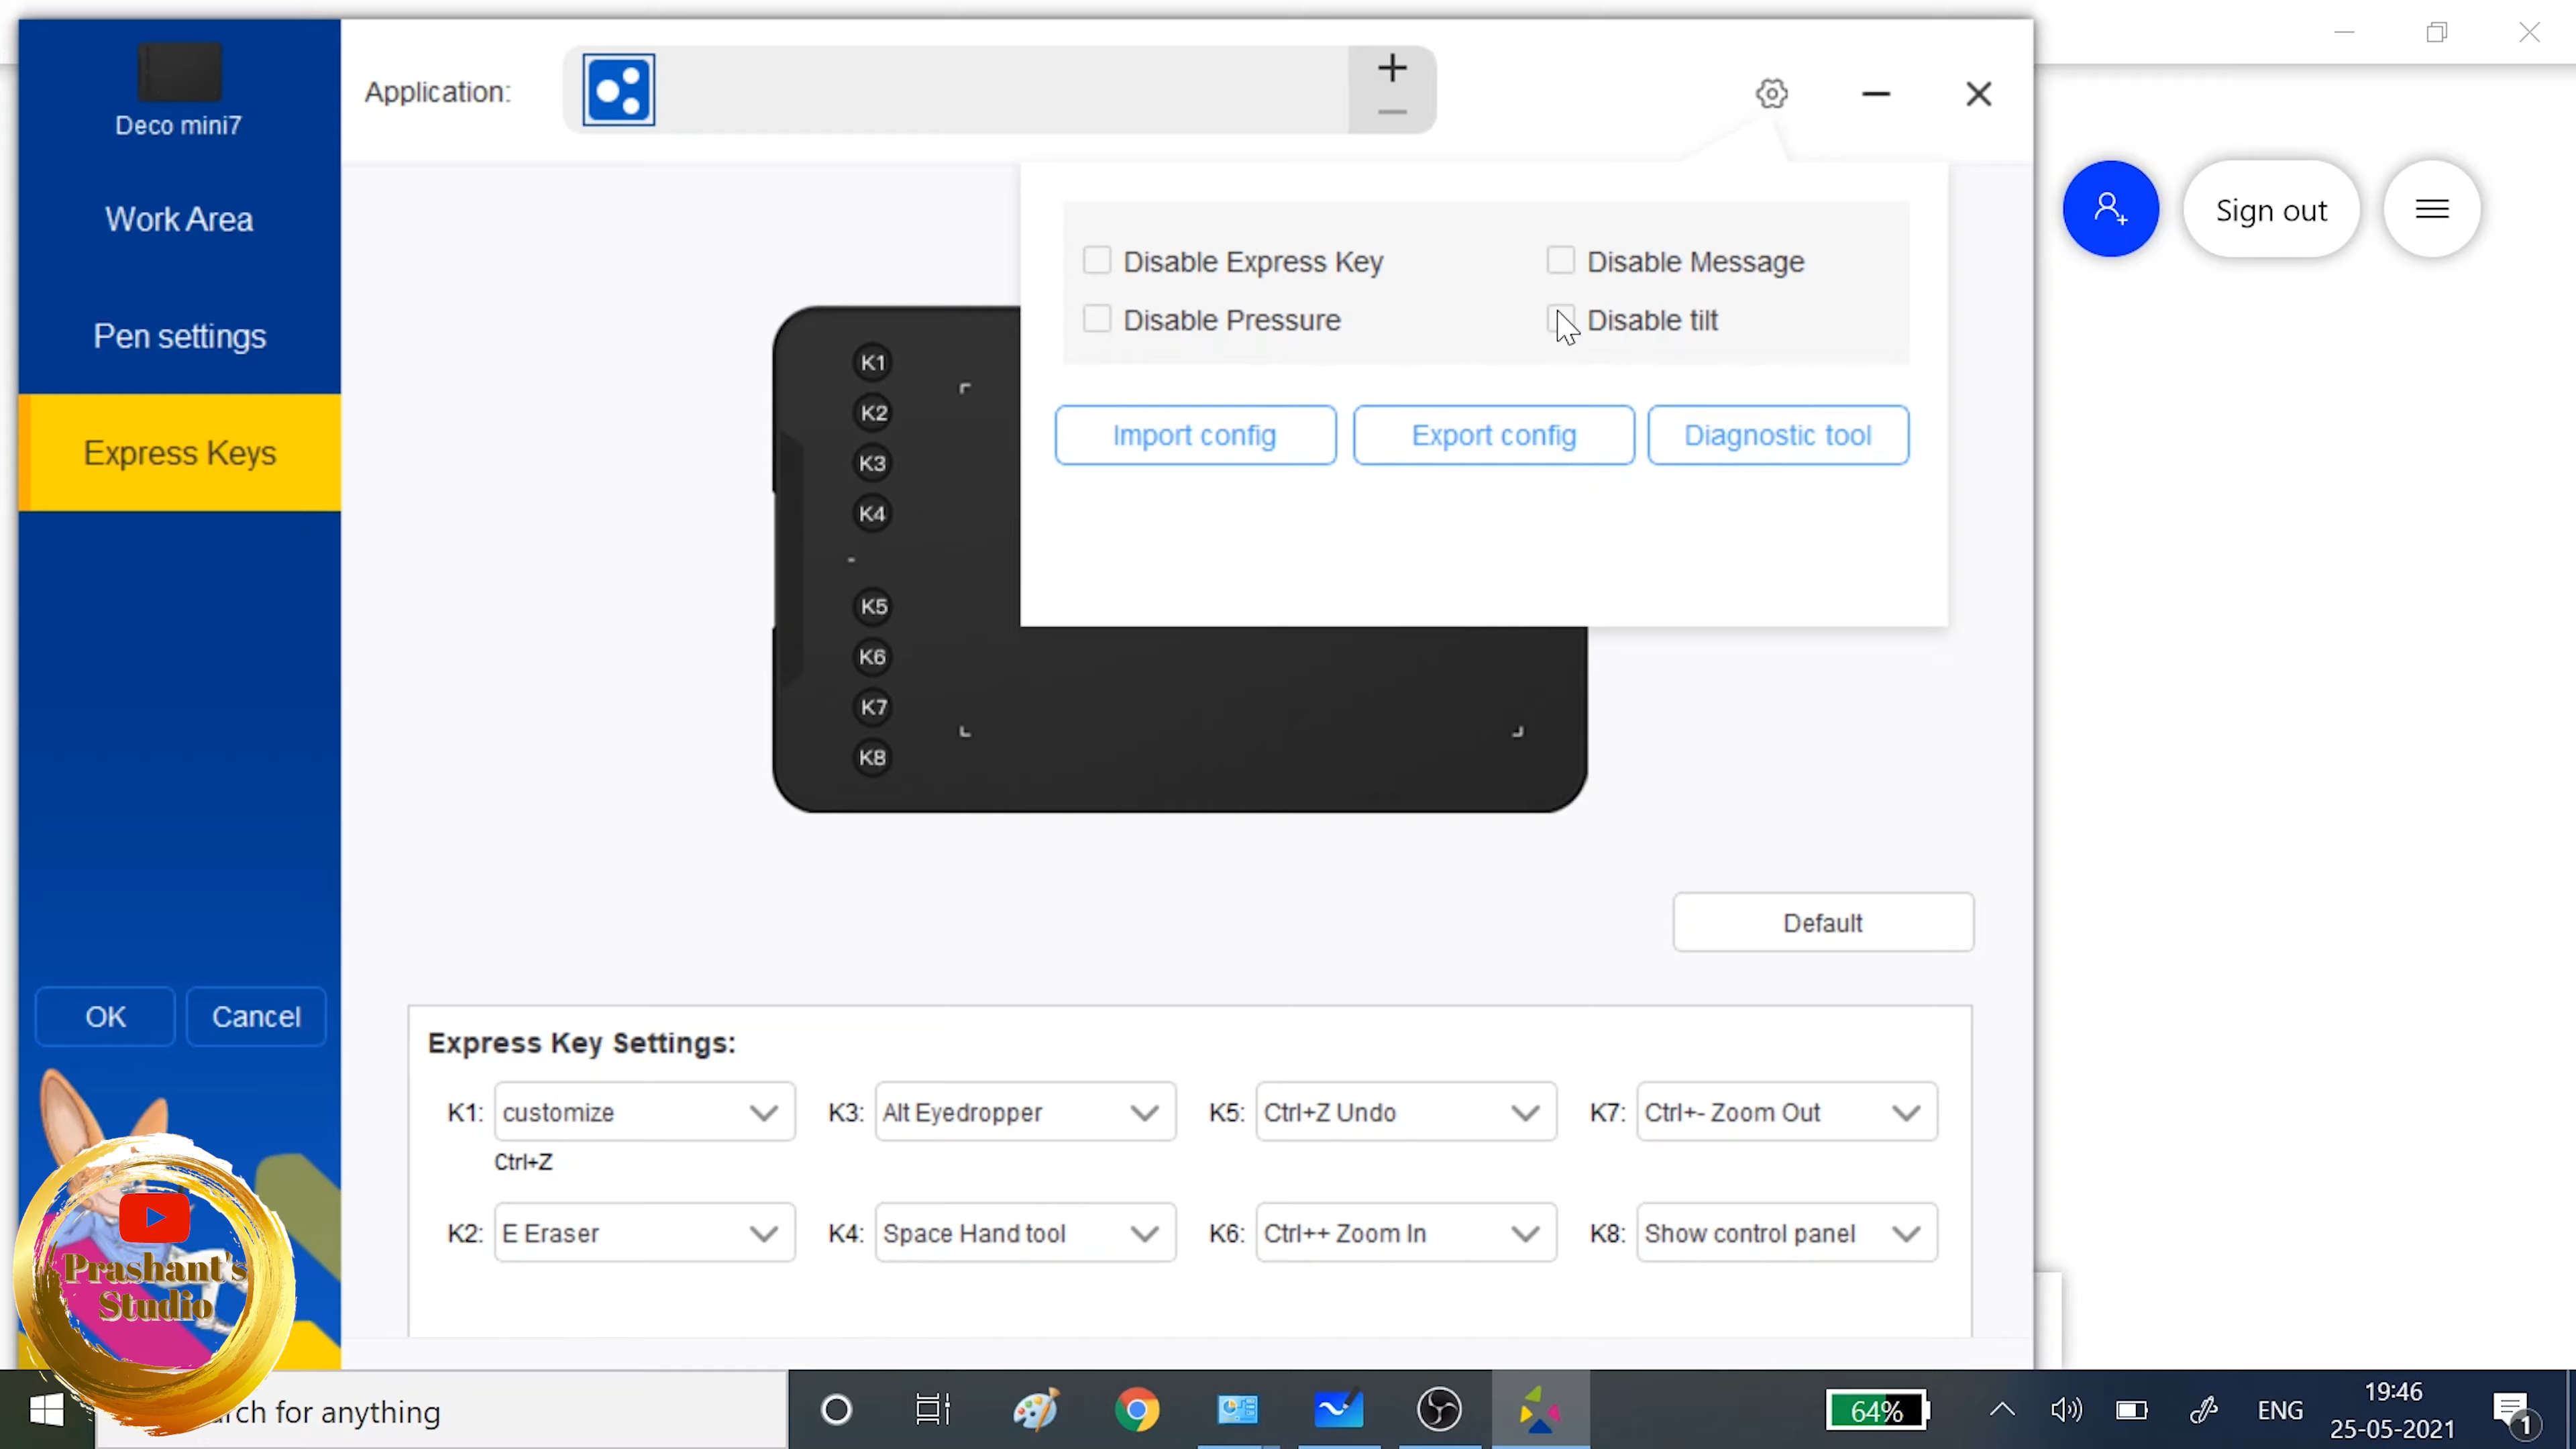 Deco mini7
Work Area
Pen settings
Express Keys
OK
Cancel
Application:
Disable Express Key
Disable Message
Disable Pressure
Disable tilt
Import config
Export config
Diagnostic tool
K1
K2
K3
K4
K5
K6
K7
K8
Default
Express Key Settings:
K1: customize
K3: Alt Eyedropper
K5: Ctrl+Z Undo
K7: Ctrl+- Zoom Out
Ctrl+Z
K2: E Eraser
K4: Space Hand tool
K6: Ctrl++ Zoom In
K8: Show control panel
Sign out
Prashant's
Studio
arch for anything
64%
ENG
19:46
25-05-2021
1